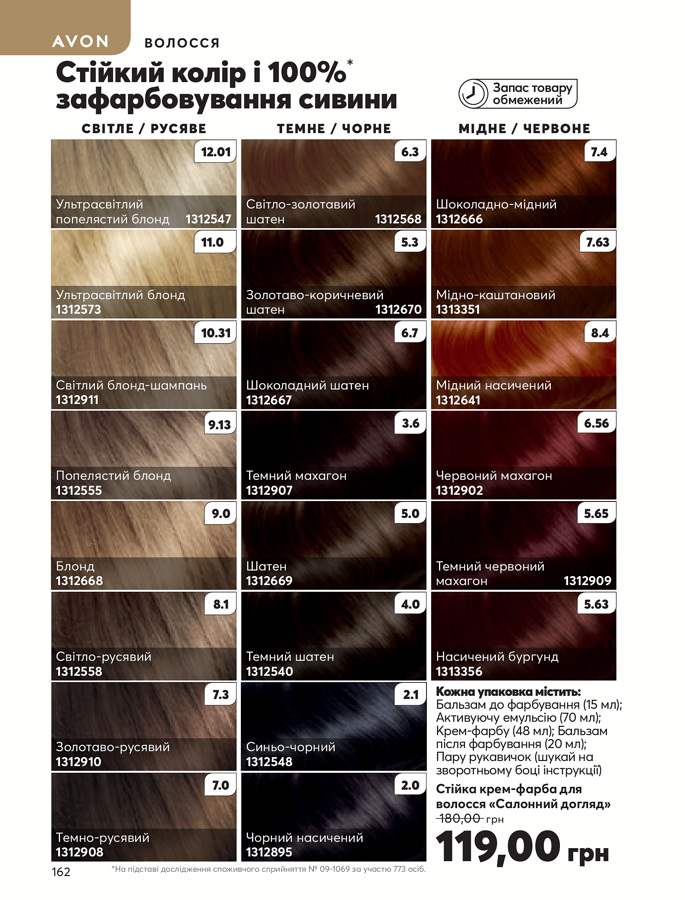 AVON
ВОЛОССЯ
Стійкий колір і 100%*
зафарбовування сивини
Запас товару
обмежений
СВІТЛЕ / РУСЯВЕ
12.01
Ультрасвітлий
попелястий блонд 1312547
11.0
Ультрасвітлий блонд
1312573
10.31
Світлий блонд-шампань
1312911
9.13
Попелястий блонд
1312555
9.0
Блонд
1312668
8.1
Світло-русявий
1312558
7.3
Золотаво-русявий
1312910
7.0
Темно-русявий
1312908
ТЕМНЕ / ЧОРНЕ
6.3
Світло-золотавий
шатен 1312568
5.3
Золотаво-коричневий
шатен 1312670
6.7
Шоколадний шатен
1312667
3.6
Темний махагон
1312907
5.0
Шатен
1312669
4.0
Темний шатен
1312540
2.1
Синьо-чорний
1312548
2.0
Чорний насичений
1312895
МІДНЕ / ЧЕРВОНЕ
7.4
Шоколадно-мідний
1312666
7.63
Мідно-каштановий
1313351
8.4
Мідний насичений
1312641
6.56
Червоний махагон
1312902
5.65
Темний червоний
махагон 1312909
5.63
Насичений бургунд
1313356
Кожна упаковка містить:
Бальзам до фарбування (15 мл);
Активуючу емульсію (70 мл);
Крем-фарбу (48 мл); Бальзам
після фарбування (20 мл);
Пару рукавичок (шукай на
зворотньому боці інструкції)
Стійка крем-фарба для
волосся «Салонний догляд»
180,00 грн
119,00 грн
162
*На підставі дослідження споживчого сприйняття № 09-1069 за участю 773 осіб.